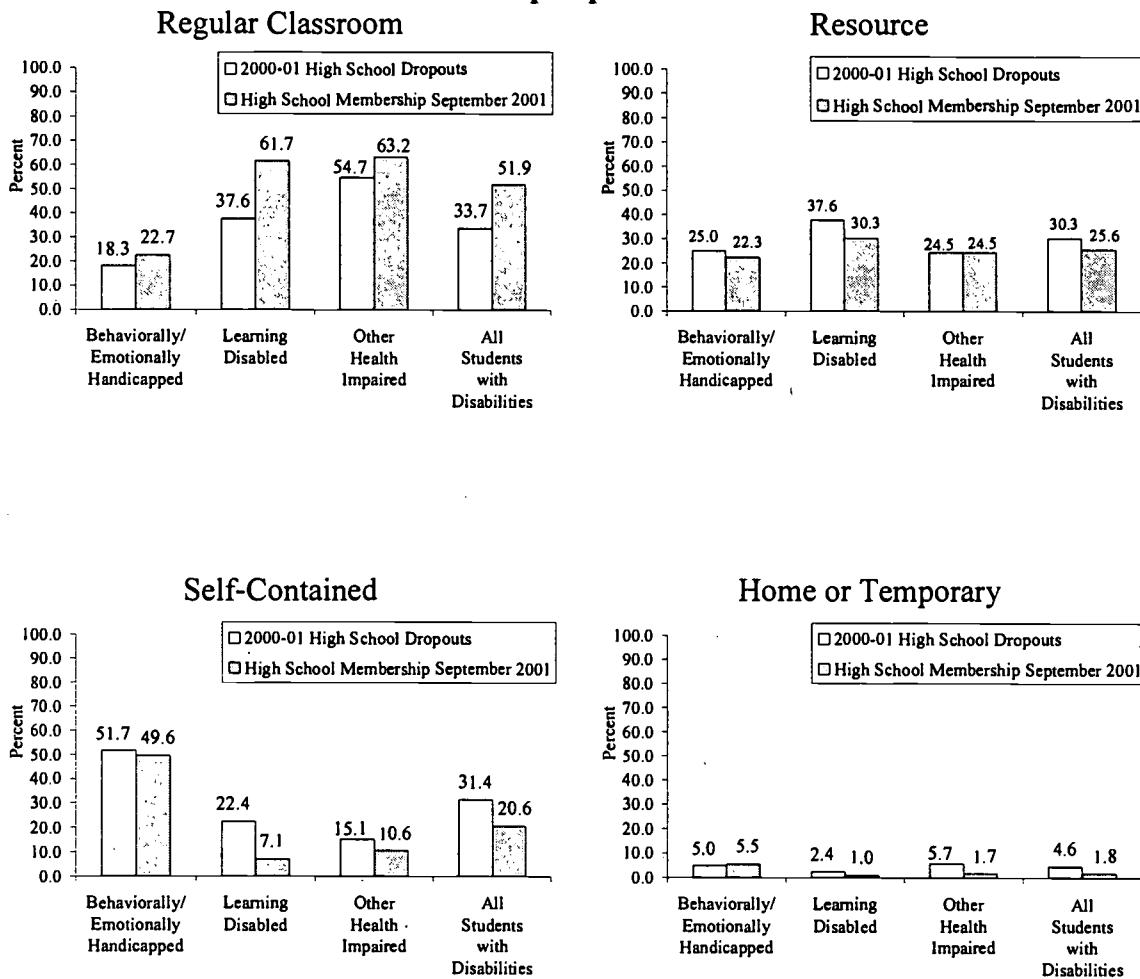 Regular Classroom
□ 2000-01 High School Dropouts
□ High School Membership September 2001
Percent
100.0
90.0
80.0
70.0
60.0
50.0
40.0
30.0
20.0
10.0
0.0
18.3 22.7
37.6 61.7
54.7 63.2
33.7 51.9
Behaviorally/ Learning Other All
Emotionally Disabled Health Students
Handicapped Impaired with
Disabilities
Resource
□ 2000-01 High School Dropouts
□ High School Membership September 2001
Percent
100.0
90.0
80.0
70.0
60.0
50.0
40.0
30.0
20.0
10.0
0.0
25.0 22.3
37.6 30.3
24.5 24.5
30.3 25.6
Behaviorally/ Learning Other All
Emotionally Disabled Health Students
Handicapped Impaired with
Disabilities
Self-Contained
□ 2000-01 High School Dropouts
□ High School Membership September 2001
Percent
100.0
90.0
80.0
70.0
60.0
50.0
40.0
30.0
20.0
10.0
0.0
51.7 49.6
22.4 7.1
15.1 10.6
31.4 20.6
Behaviorally/ Learning Other All
Emotionally Disabled Health Students
Handicapped Impaired with
Disabilities
Home or Temporary
□ 2000-01 High School Dropouts
□ High School Membership September 2001
Percent
100.0
90.0
80.0
70.0
60.0
50.0
40.0
30.0
20.0
10.0
0.0
5.0 5.5
2.4 1.0
5.7 1.7
4.6 1.8
Behaviorally/ Learning Other All
Emotionally Disabled Health Students
Handicapped Impaired with
Disabilities